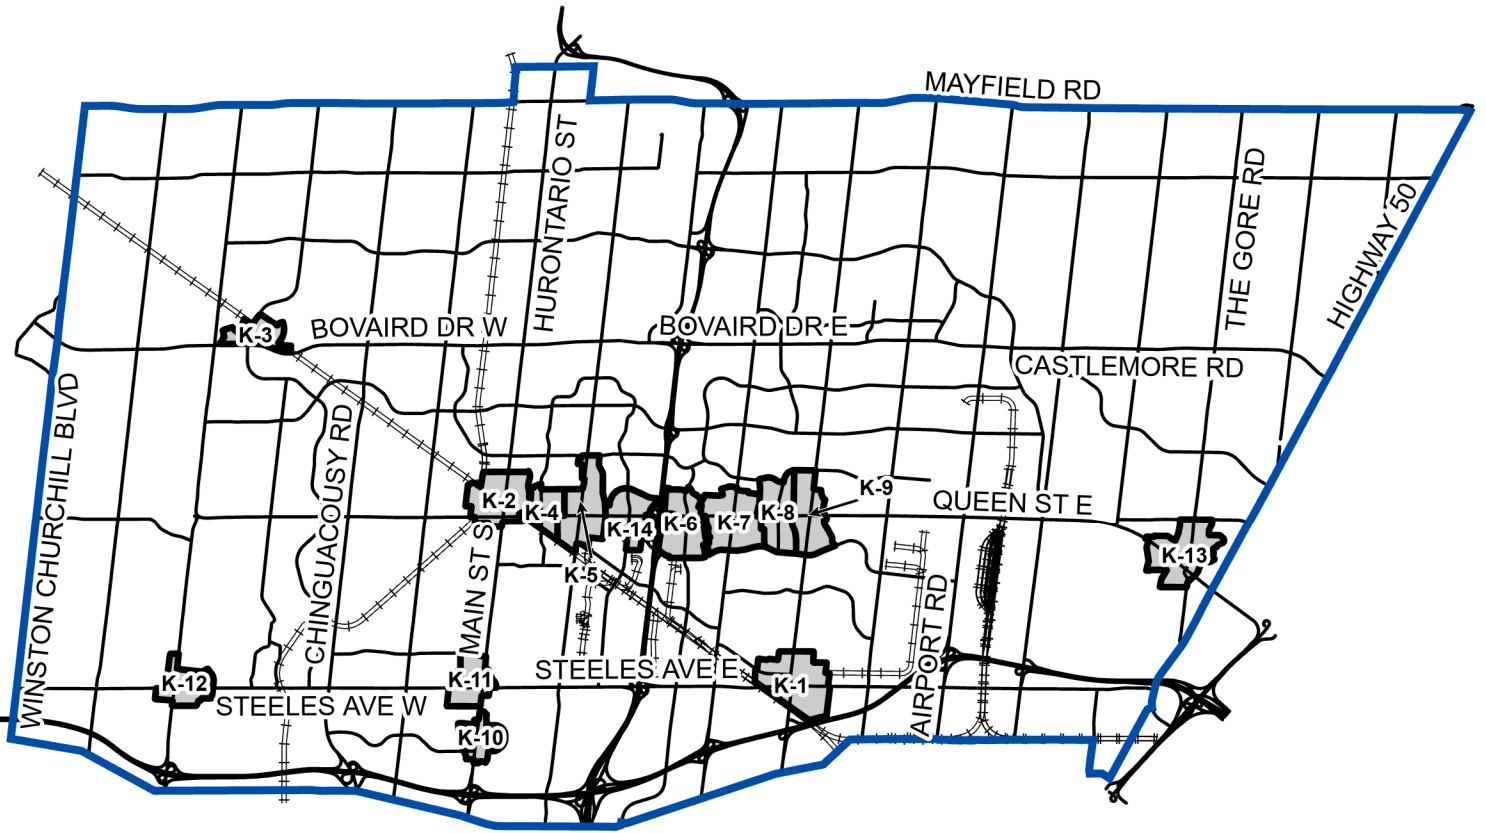 MAYFIELD RD
HURONTARIO ST
THE GORE RD
HIGHWAY 50
K-3
BOVAIRD DR W
BOVAIRD DR E
CASTLEMORE RD
WINSTON CHURCHILL BLVD
CHINGUACOUSY RD
K-2
K-4
K-14
K-6
K-7
K-8
K-9
QUEEN ST E
K-13
K-5
MAIN ST S
AIRPORT RD
STEELES AVE E
K-12
K-11
K-1
STEELES AVE W
K-10